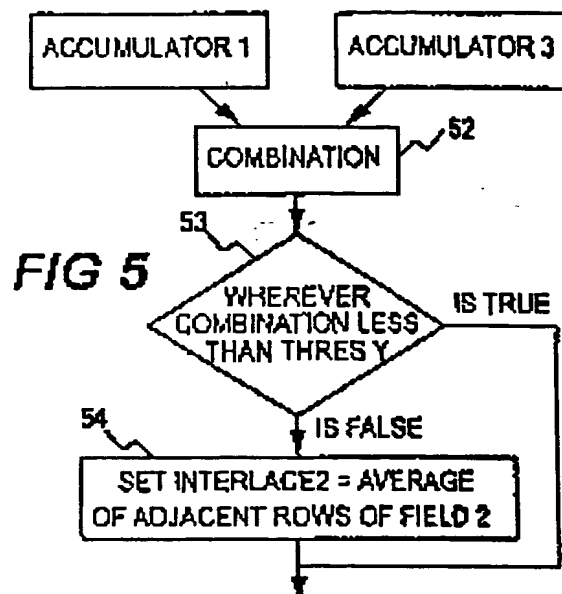 ACCUMULATOR 1
ACCUMULATOR 3
COMBINATION
52
53
FIG 5
WHEREVER
COMBINATION LESS
THAN THRES Y
IS TRUE
IS FALSE
54
SET INTERLACE2 = AVERAGE
OF ADJACENT ROWS OF FIELD 2